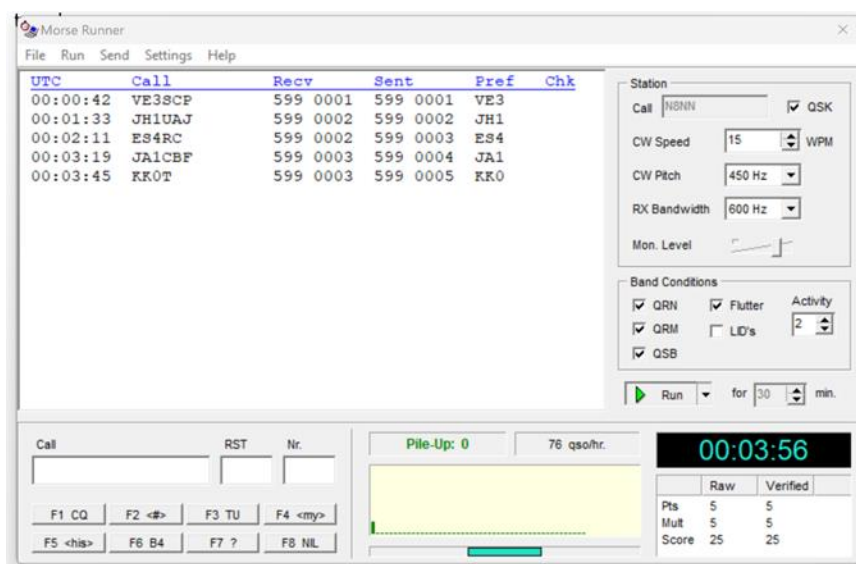 Morse Runner
File Run Send Settings Help
UTC Call Recv Sent Pref Chk
00:00:42 VE3SCP 599 0001 599 0001 VE3
00:01:33 JH1UAJ 599 0002 599 0002 JH1
00:02:11 ES4RC 599 0002 599 0003 ES4
00:03:19 JA1CBF 599 0003 599 0004 JA1
00:03:45 KK0T 599 0003 599 0005 KK0
Station
Call N8NN QSK
CW Speed 15 WPM
CW Pitch 450 Hz
RX Bandwidth 600 Hz
Mon. Level
Band Conditions
QRN Flutter Activity
QRM LID's 2
QSB
Run for 30 min.
Call RST Nr.
F1 CQ F2 <#> F3 TU F4 <my>
F5 <his> F6 B4 F7 ? F8 NIL
Pile-Up: 0 76 qso/hr.
00:03:56
Raw Verified
Pts 5 5
Mult 5 5
Score 25 25